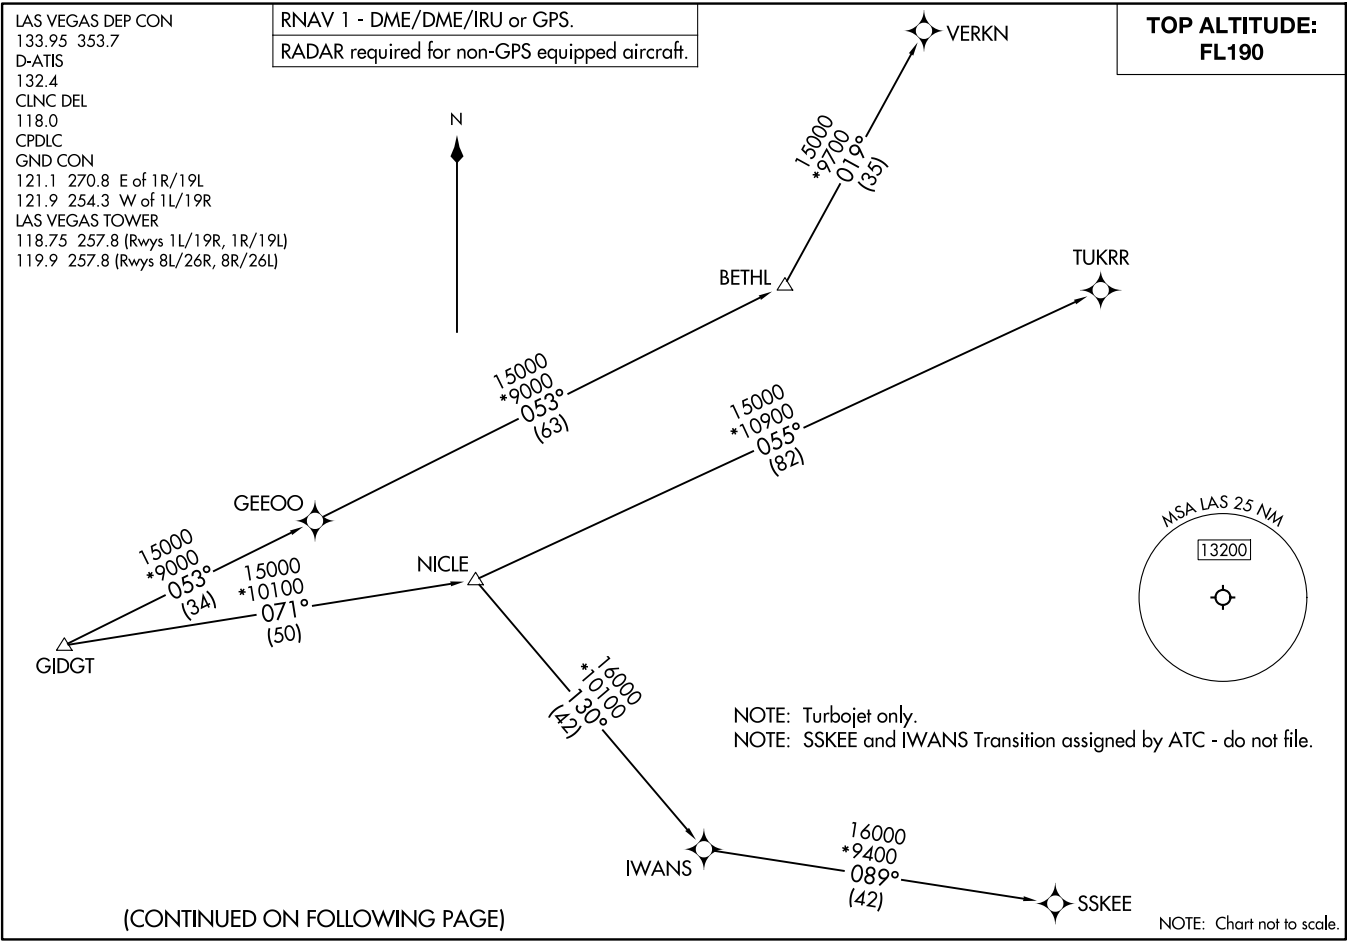 LAS VEGAS DEP CON
133.95 353.7
D-ATIS
132.4
CLNC DEL
118.0
CPDLC
GND CON
121.1 270.8 E of 1R/19L
121.9 254.3 W of 1L/19R
LAS VEGAS TOWER
118.75 257.8 (Rwys 1L/19R, 1R/19L)
119.9 257.8 (Rwys 8L/26R, 8R/26L)
RNAV 1 - DME/DME/IRU or GPS.
RADAR required for non-GPS equipped aircraft.
TOP ALTITUDE:
FL190
N
VERKN
15000
*9700
019°
(35)
BETHL
TUKRR
15000
*9000
053°
(63)
15000
*10900
055°
(82)
GEEOO
15000
*9000
053°
(34)
15000
*10100
071°
(50)
NICLE
GIDGT
MSA LAS 25 NM
13200
16000
*10100
130°
(42)
NOTE: Turbojet only.
NOTE: SSKEE and IWANS Transition assigned by ATC - do not file.
IWANS
16000
*9400
089°
(42)
SSKEE
(CONTINUED ON FOLLOWING PAGE)
NOTE: Chart not to scale.